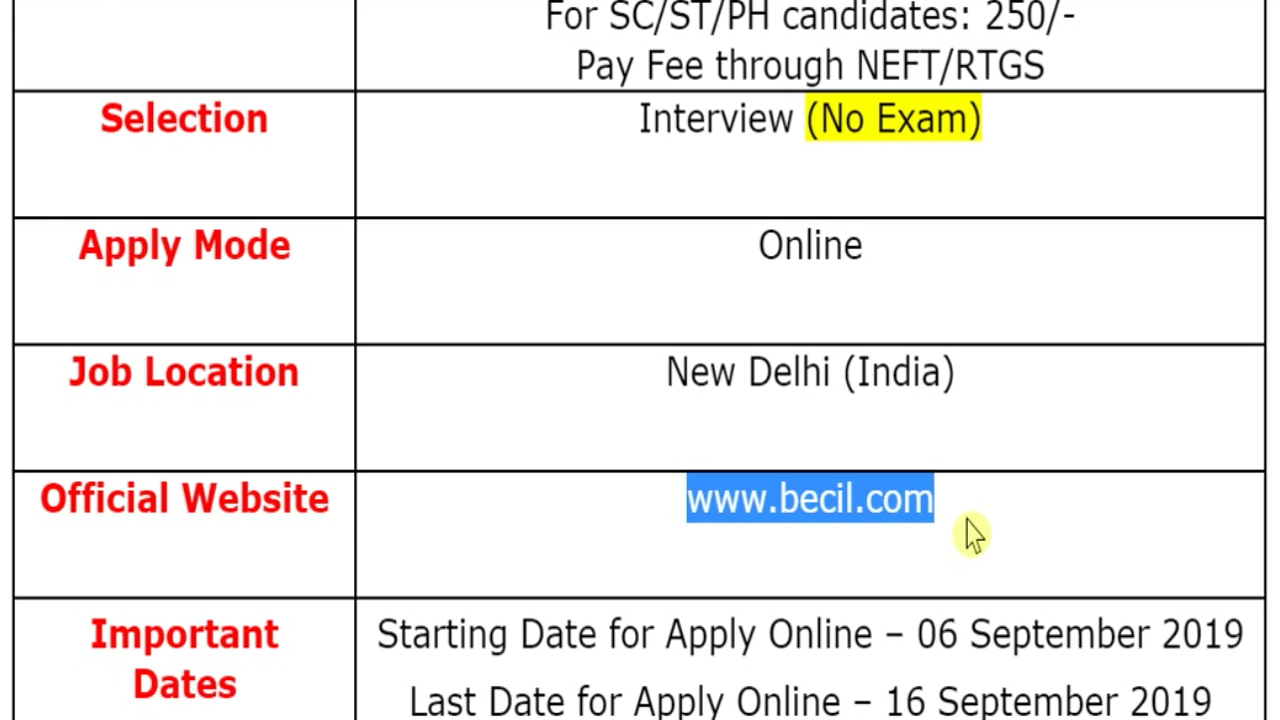 For SC/ST/PH candidates: 250/-
Pay Fee through NEFT/RTGS
Selection
Interview (No Exam)
Apply Mode
Online
Job Location
New Delhi (India)
Official Website
www.becil.com
Important
Dates
Starting Date for Apply Online – 06 September 2019
Last Date for Apply Online – 16 September 2019